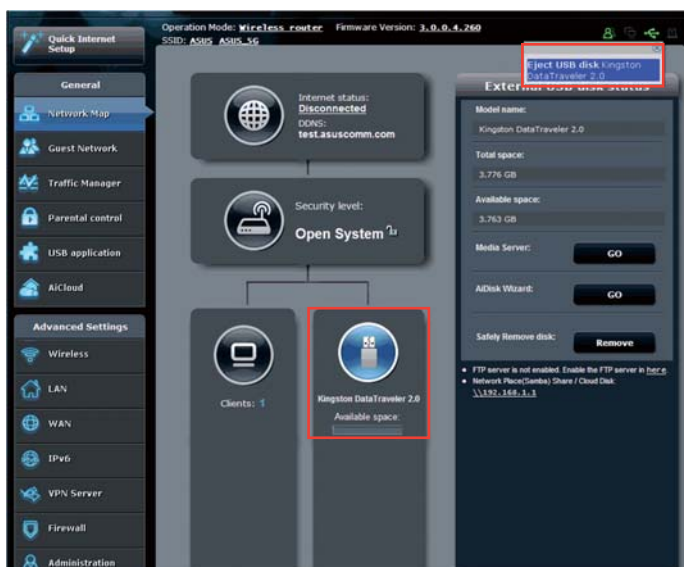 Operation Mode: Wireless router Firmware Version: 3.0.0.4.260
SSID: ASUS ASUS_5G
Quick Internet
Setup
General
Network Map
Guest Network
Traffic Manager
Parental control
USB application
AiCloud
Advanced Settings
Wireless
LAN
WAN
IPv6
VPN Server
Firewall
Administration
Internet status:
Disconnected
DDNS:
test.asuscomm.com
Security level:
Open System
Clients: 1
Kingston DataTraveler 2.0
Available space:
Eject USB disk Kingston
DataTraveler 2.0
External USB disk status
Model name:
Kingston DataTraveler 2.0
Total space:
3.776 GB
Available space:
3.763 GB
Media Server:
GO
AiDisk Wizard:
GO
Safely Remove disk:
Remove
FTP server is not enabled. Enable the FTP server in here.
Network Place(Samba) Share / Cloud Disk:
\\192.168.1.1